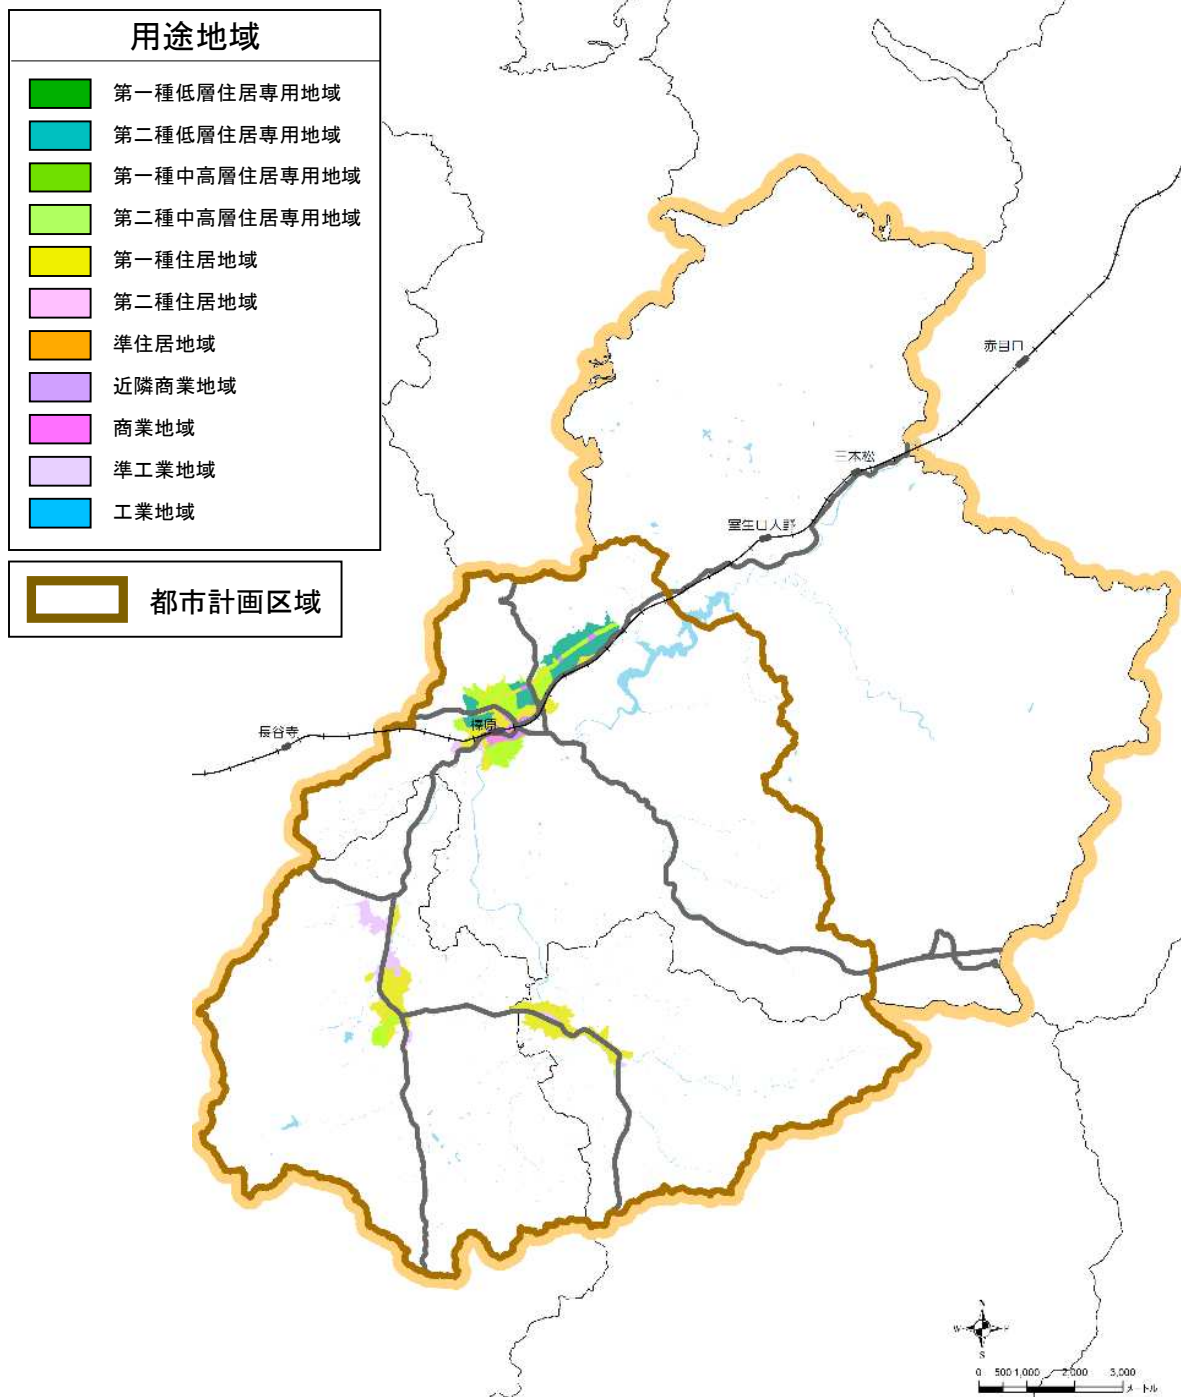 用途地域
第一種低層住居専用地域
第二種低層住居専用地域
第一種中高層住居専用地域
第二種中高層住居専用地域
第一種住居地域
第二種住居地域
準住居地域
近隣商業地域
商業地域
準工業地域
工業地域
都市計画区域
赤目口
三本松
室生口大野
長谷寺
榛原
N
W
E
S
0 500 1,000 2,000 3,000
メートル